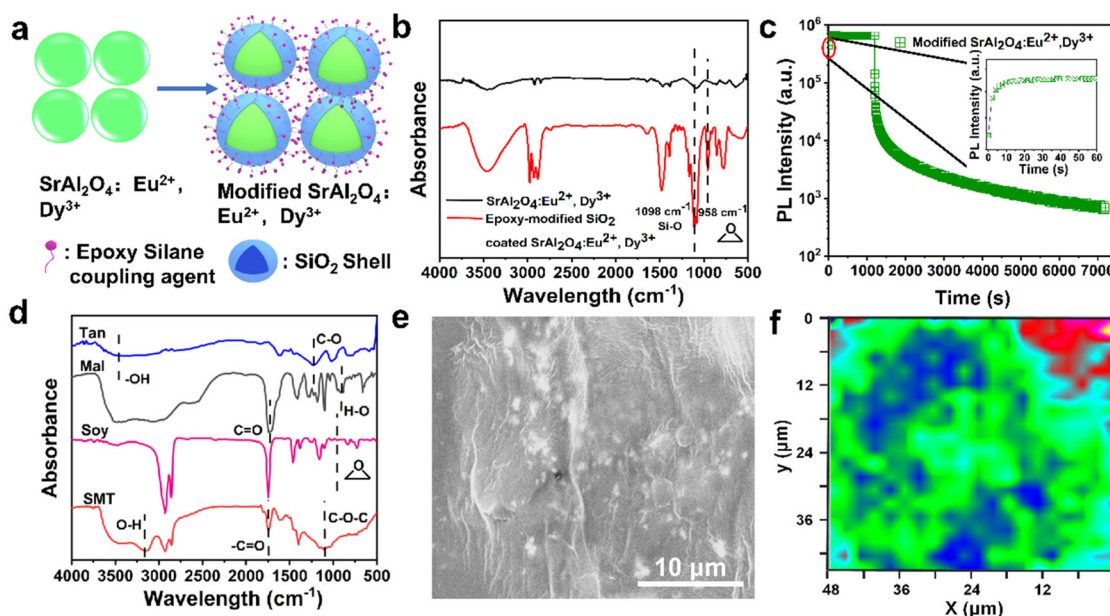 a
SrAl₂O₄: Eu²⁺,
Dy³⁺
Modified SrAl₂O₄:
Eu²⁺, Dy³⁺
: Epoxy Silane
coupling agent
: SiO₂ Shell
b
Absorbance
SrAl₂O₄:Eu²⁺, Dy³⁺
Epoxy-modified SiO₂
coated SrAl₂O₄:Eu²⁺, Dy³⁺
1098 cm⁻¹
Si-O
958 cm⁻¹
O
4000 3500 3000 2500 2000 1500 1000 500
Wavelength (cm⁻¹)
c
PL Intensity (a.u.)
10⁶
10⁵
10⁴
10³
10²
Modified SrAl₂O₄:Eu²⁺,Dy³⁺
PL Intensity (a.u.)
0 10 20 30 40 50 60
Time (s)
0 1000 2000 3000 4000 5000 6000 7000
Time (s)
d
Absorbance
Tan
-OH
C-O
Mal
H-O
C=O
Soy
O
SMT
O-H
C-O-C
-C=O
4000 3500 3000 2500 2000 1500 1000 500
Wavelength (cm⁻¹)
e
10 μm
f
y (μm)
0
12
24
36
48 36 24 12
X (μm)